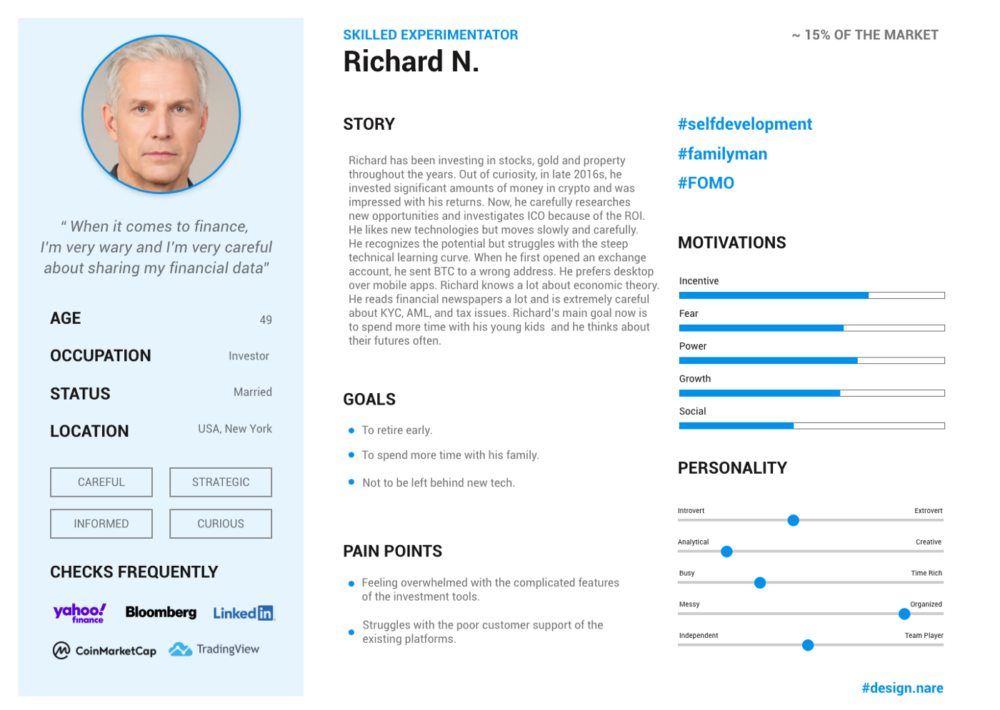 “ When it comes to finance,
I'm very wary and I'm very careful
about sharing my financial data"
AGE
49
OCCUPATION
Investor
STATUS
Married
LOCATION
USA, New York
CAREFUL
STRATEGIC
INFORMED
CURIOUS
CHECKS FREQUENTLY
yahoo!
finance
Bloomberg
Linkedin
CoinMarketCap
TradingView
SKILLED EXPERIMENTATOR
Richard N.
~ 15% OF THE MARKET
STORY
Richard has been investing in stocks, gold and property
throughout the years. Out of curiosity, in late 2016s, he
invested significant amounts of money in crypto and was
impressed with his returns. Now, he carefully researches
new opportunities and investigates ICO because of the ROI.
He likes new technologies but moves slowly and carefully.
He recognizes the potential but struggles with the steep
technical learning curve. When he first opened an exchange
account, he sent BTC to a wrong address. He prefers desktop
over mobile apps. Richard knows a lot about economic theory.
He reads financial newspapers a lot and is extremely careful
about KYC, AML, and tax issues. Richard's main goal now is
to spend more time with his young kids  and he thinks about
their futures often.
GOALS
To retire early.
To spend more time with his family.
Not to be left behind new tech.
PAIN POINTS
Feeling overwhelmed with the complicated features
of the investment tools.
Struggles with the poor customer support of the
existing platforms.
#selfdevelopment
#familyman
#FOMO
MOTIVATIONS
Incentive
Fear
Power
Growth
Social
PERSONALITY
Introvert Extrovert
Analytical Creative
Busy Time Rich
Messy Organized
Independent Team Player
#design.nare